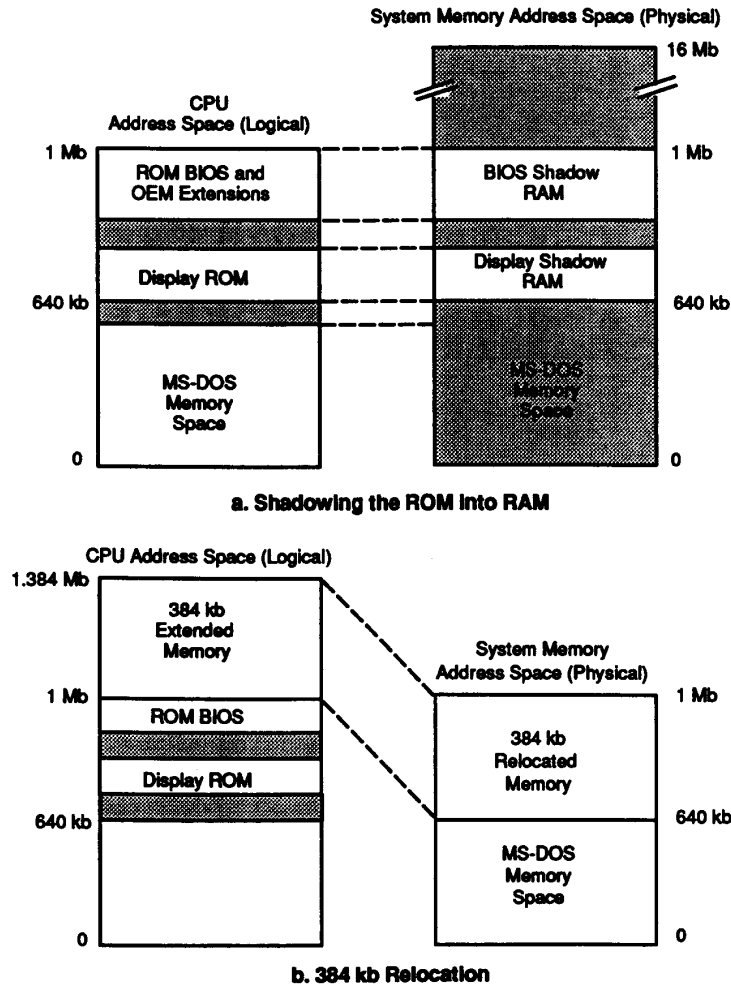 System Memory Address Space (Physical)
16 Mb
CPU
Address Space (Logical)
1 Mb
1 Mb
ROM BIOS and
OEM Extensions
BIOS Shadow
RAM
Display ROM
Display Shadow
RAM
640 kb
640 kb
MS-DOS
Memory
Space
MS-DOS
Memory
Space
0
0
a. Shadowing the ROM into RAM
CPU Address Space (Logical)
1.384 Mb
384 kb
Extended
Memory
System Memory
Address Space (Physical)
1 Mb
1 Mb
ROM BIOS
384 kb
Relocated
Memory
Display ROM
640 kb
640 kb
MS-DOS
Memory
Space
0
0
b. 384 kb Relocation